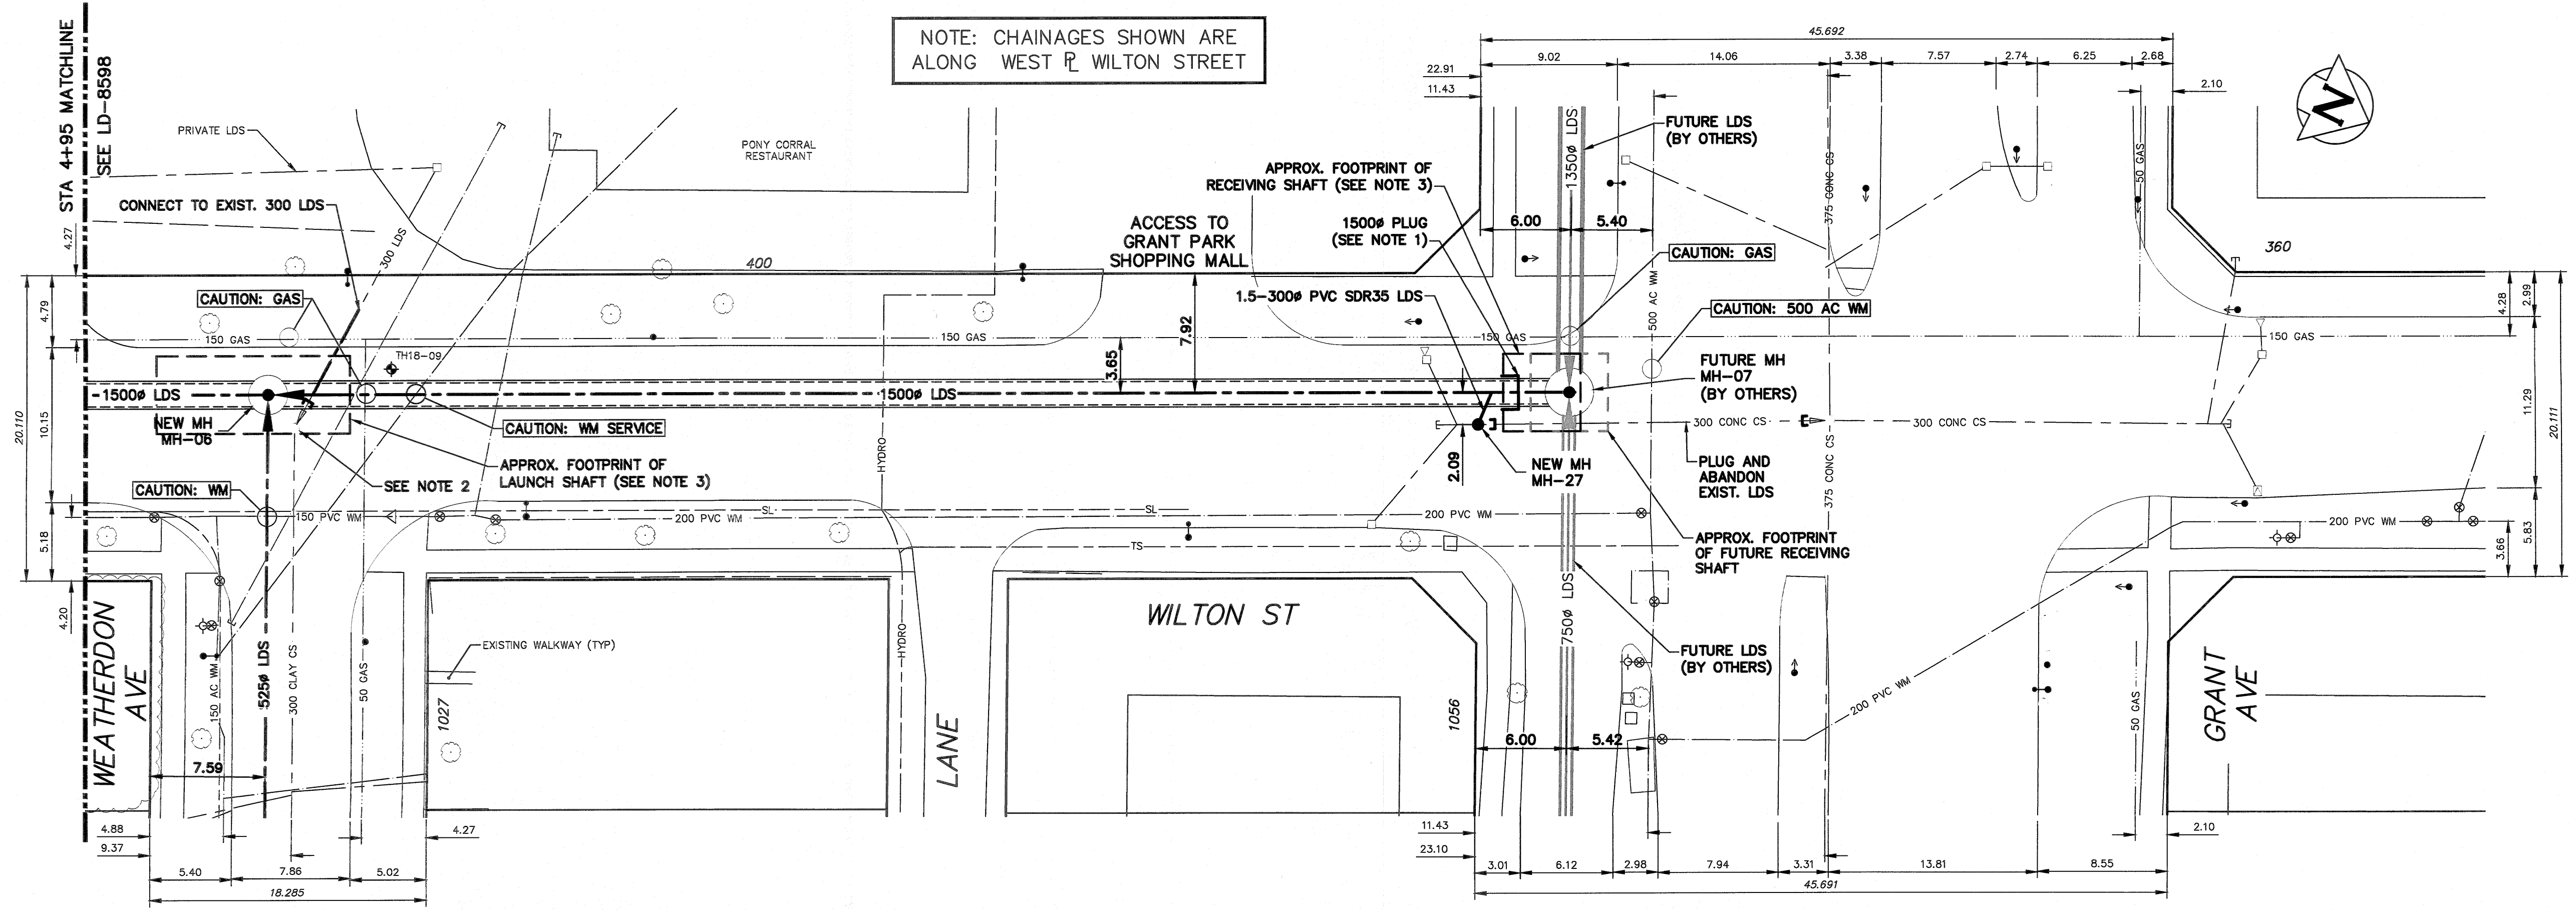 NOTE: CHAINAGES SHOWN ARE
ALONG WEST PL WILTON STREET
STA 4+95 MATCHLINE
SEE LD-8598
PRIVATE LDS
CONNECT TO EXIST. 300 LDS
300 LDS
PONY CORRAL
RESTAURANT
400
ACCESS TO
GRANT PARK
SHOPPING MALL
APPROX. FOOTPRINT OF
RECEIVING SHAFT (SEE NOTE 3)
1500ø PLUG
(SEE NOTE 1)
1.5-300ø PVC SDR35 LDS
45.692
9.02
14.06
3.38
7.57
2.74
6.25
2.68
22.91
11.43
2.10
1350ø LDS
FUTURE LDS
(BY OTHERS)
6.00
5.40
375 CONC CS
50 GAS
N
360
CAUTION: GAS
500 AC WM
CAUTION: 500 AC WM
4.27
4.79
20.110
10.15
5.18
4.20
CAUTION: GAS
150 GAS
TH18-09
150 GAS
150 GAS
150 GAS
3.65
7.92
1500ø LDS
1500ø LDS
NEW MH
MH-06
CAUTION: WM SERVICE
APPROX. FOOTPRINT OF
LAUNCH SHAFT (SEE NOTE 3)
SEE NOTE 2
CAUTION: WM
150 PVC WM
200 PVC WM
SL
SL
TS
200 PVC WM
HYDRO
HYDRO
2.09
NEW MH
MH-27
FUTURE MH
MH-07
(BY OTHERS)
300 CONC CS
300 CONC CS
PLUG AND
ABANDON
EXIST. LDS
375 CONC CS
APPROX. FOOTPRINT
OF FUTURE RECEIVING
SHAFT
200 PVC WM
4.28
2.99
11.29
20.111
5.83
3.66
WEATHERDON
AVE
150 AC WM
525ø LDS
300 CLAY CS
50 GAS
EXISTING WALKWAY (TYP)
1027
LANE
WILTON ST
1056
750ø LDS
FUTURE LDS
(BY OTHERS)
6.00
5.42
200 PVC WM
50 GAS
GRANT
AVE
7.59
4.88
9.37
4.27
5.40
7.86
5.02
18.285
11.43
23.10
2.10
3.01
6.12
2.98
7.94
3.31
13.81
8.55
45.691